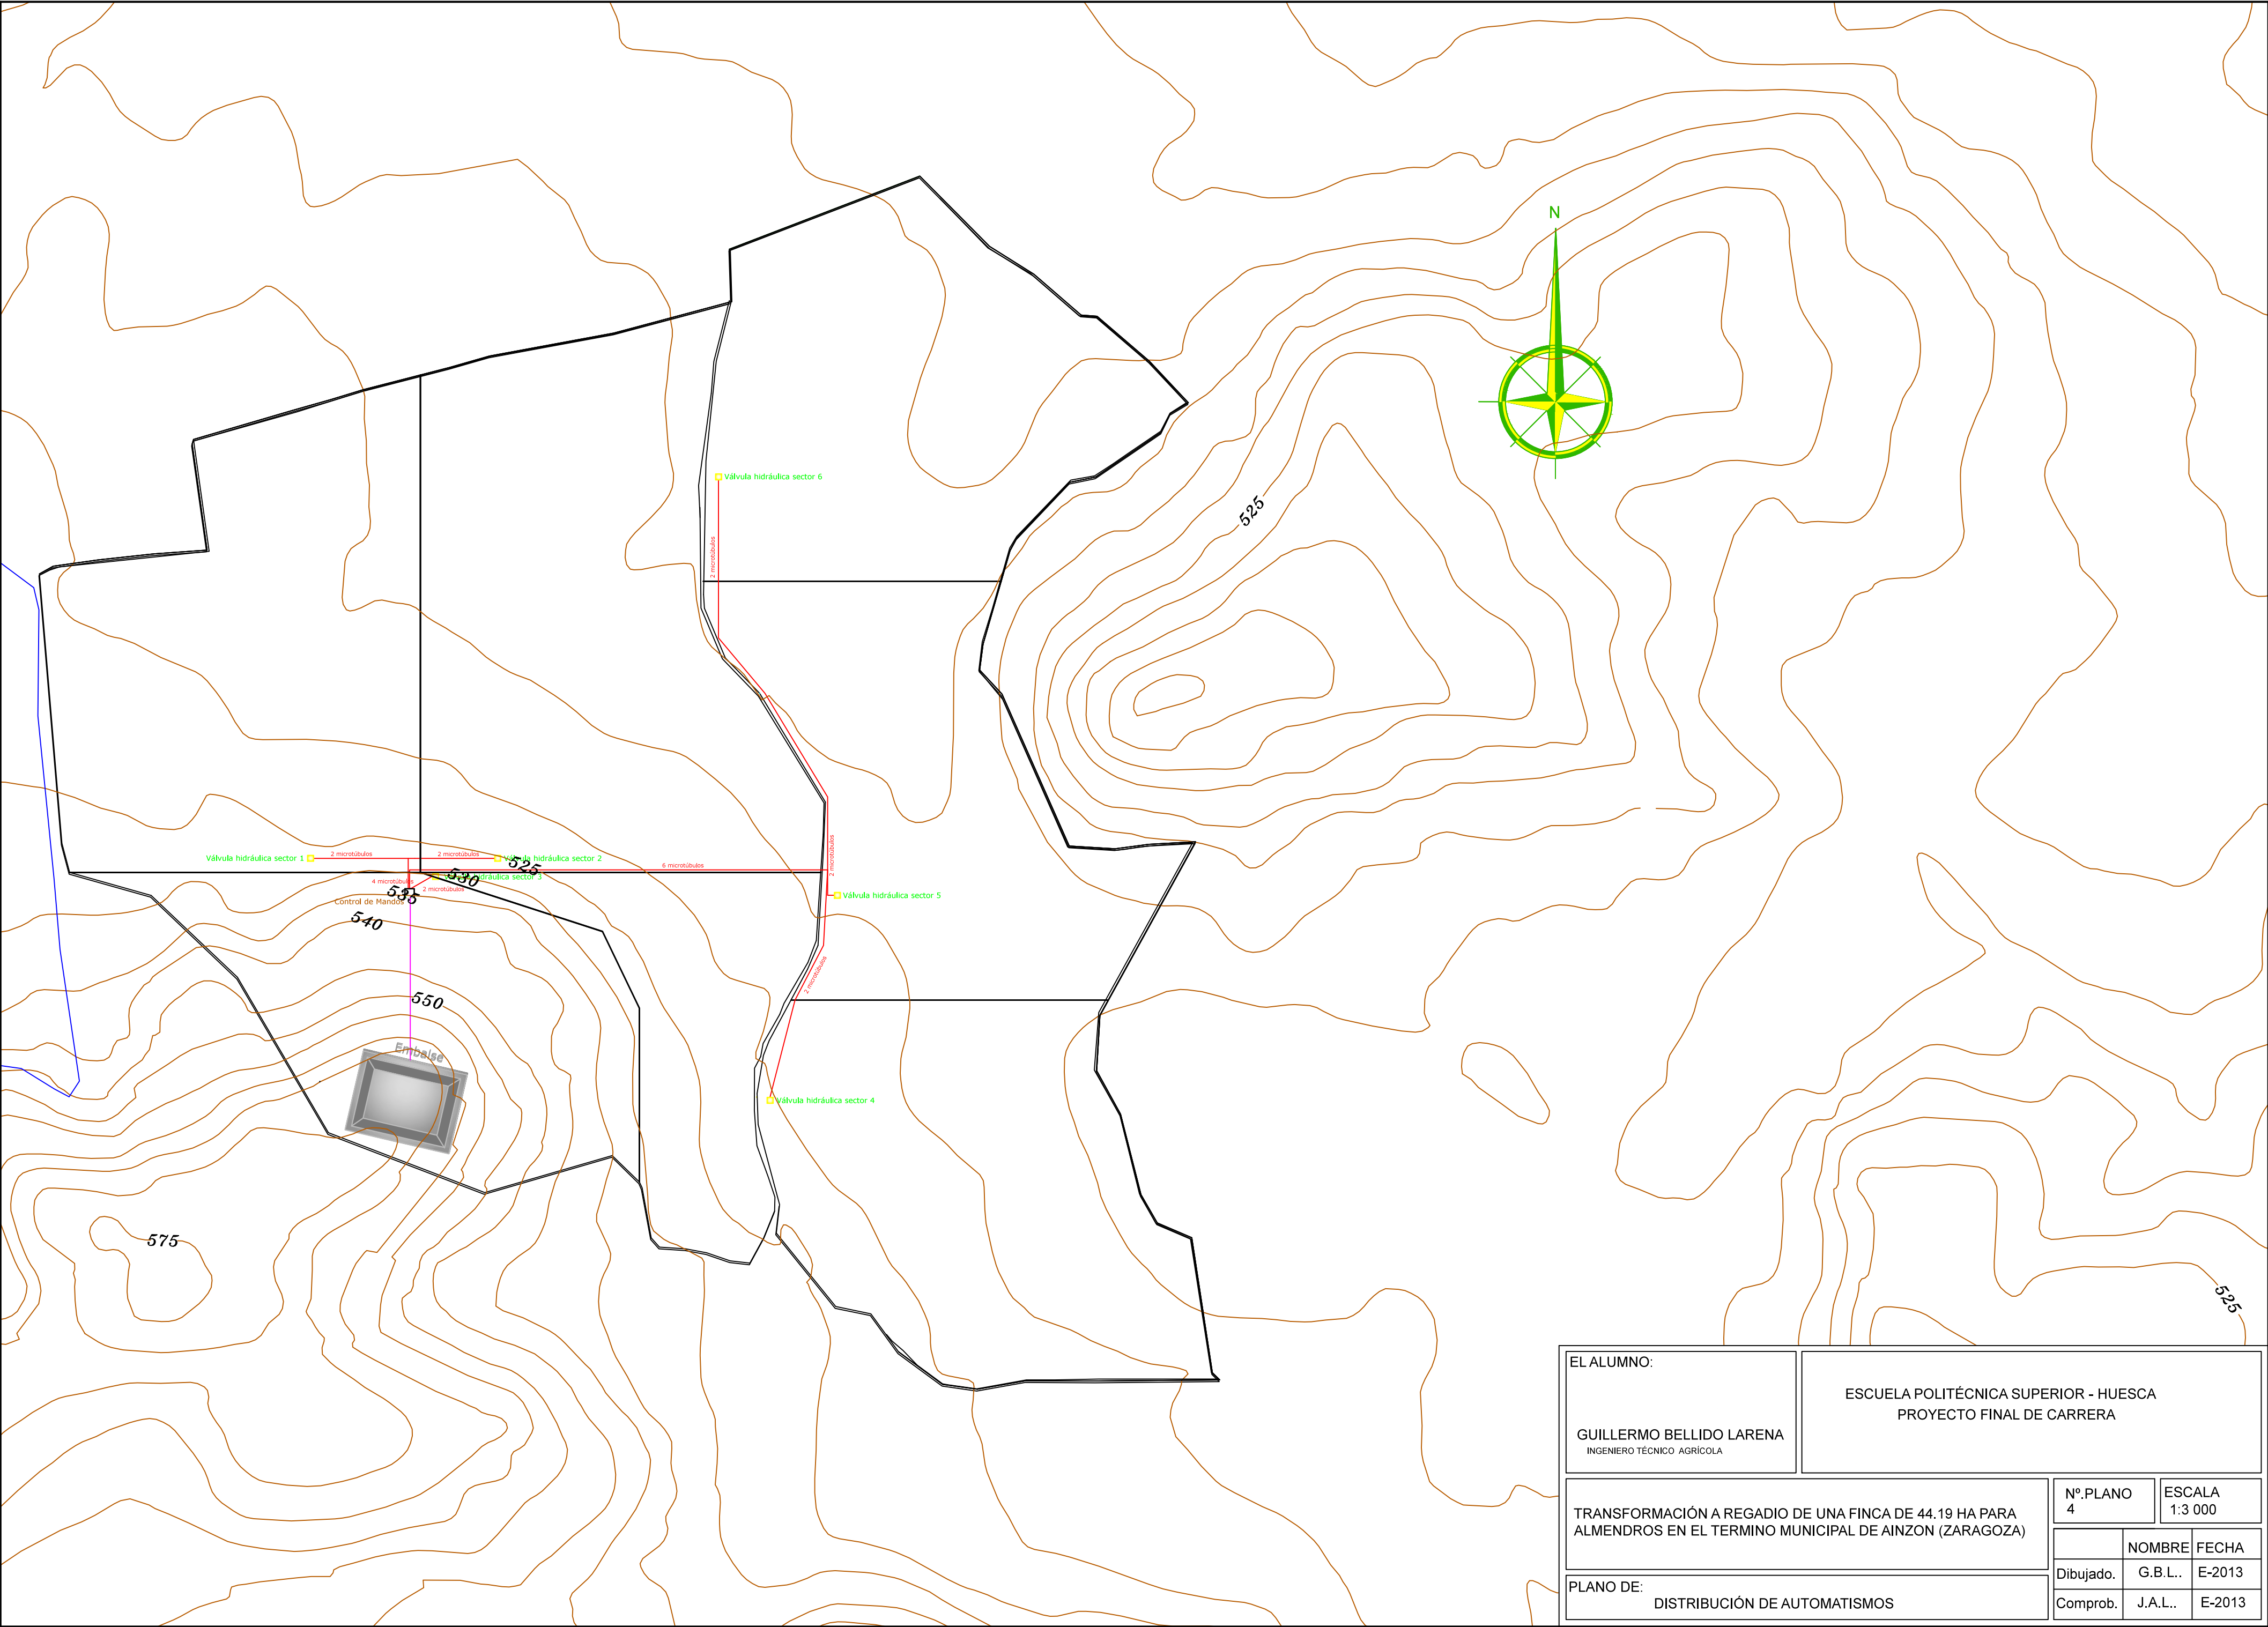 N
525
Válvula hidráulica sector 6
2 microtúbulos
Válvula hidráulica sector 1
2 microtúbulos
2 microtúbulos
Válvula hidráulica sector 2
525
6 microtúbulos
2 microtúbulos
4 microtúbulos
530
hidráulica sector 3
2 microtúbulos
535
Control de Mandos
540
Válvula hidráulica sector 5
2 microtúbulos
550
Embalse
Válvula hidráulica sector 4
575
525
EL ALUMNO:
GUILLERMO BELLIDO LARENA
INGENIERO TÉCNICO AGRÍCOLA
ESCUELA POLITÉCNICA SUPERIOR - HUESCA
PROYECTO FINAL DE CARRERA
TRANSFORMACIÓN A REGADIO DE UNA FINCA DE 44.19 HA PARA
ALMENDROS EN EL TERMINO MUNICIPAL DE AINZON (ZARAGOZA)
Nº.PLANO
4
ESCALA
1:3 000
NOMBRE FECHA
Dibujado. G.B.L.. E-2013
Comprob. J.A.L.. E-2013
PLANO DE:
DISTRIBUCIÓN DE AUTOMATISMOS